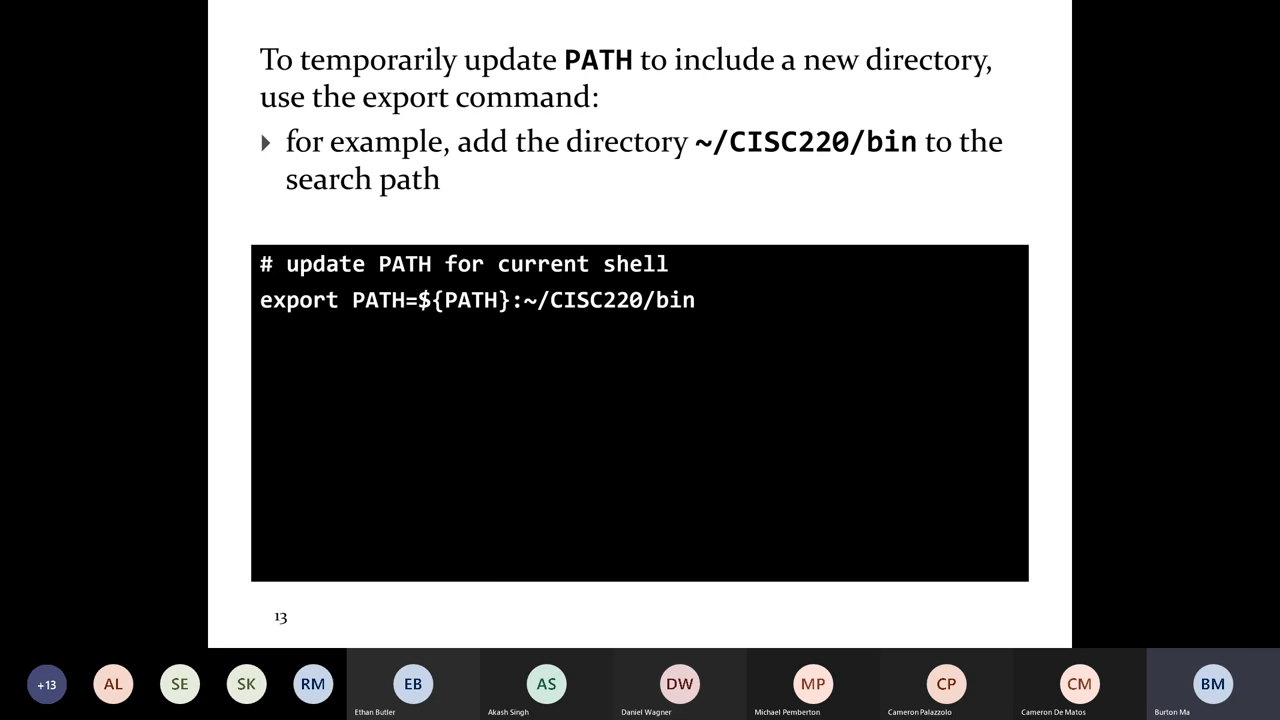 To temporarily update PATH to include a new directory,
use the export command:
for example, add the directory ~/CISC220/bin to the
search path
# update PATH for current shell
export PATH=${PATH}:~/CISC220/bin
13
+13
AL
SE
SK
RM
EB
AS
DW
MP
CP
CM
BM
Ethan Butler
Akash Singh
Daniel Wagner
Michael Pemberton
Cameron Palazzolo
Cameron De Matos
Burton Ma